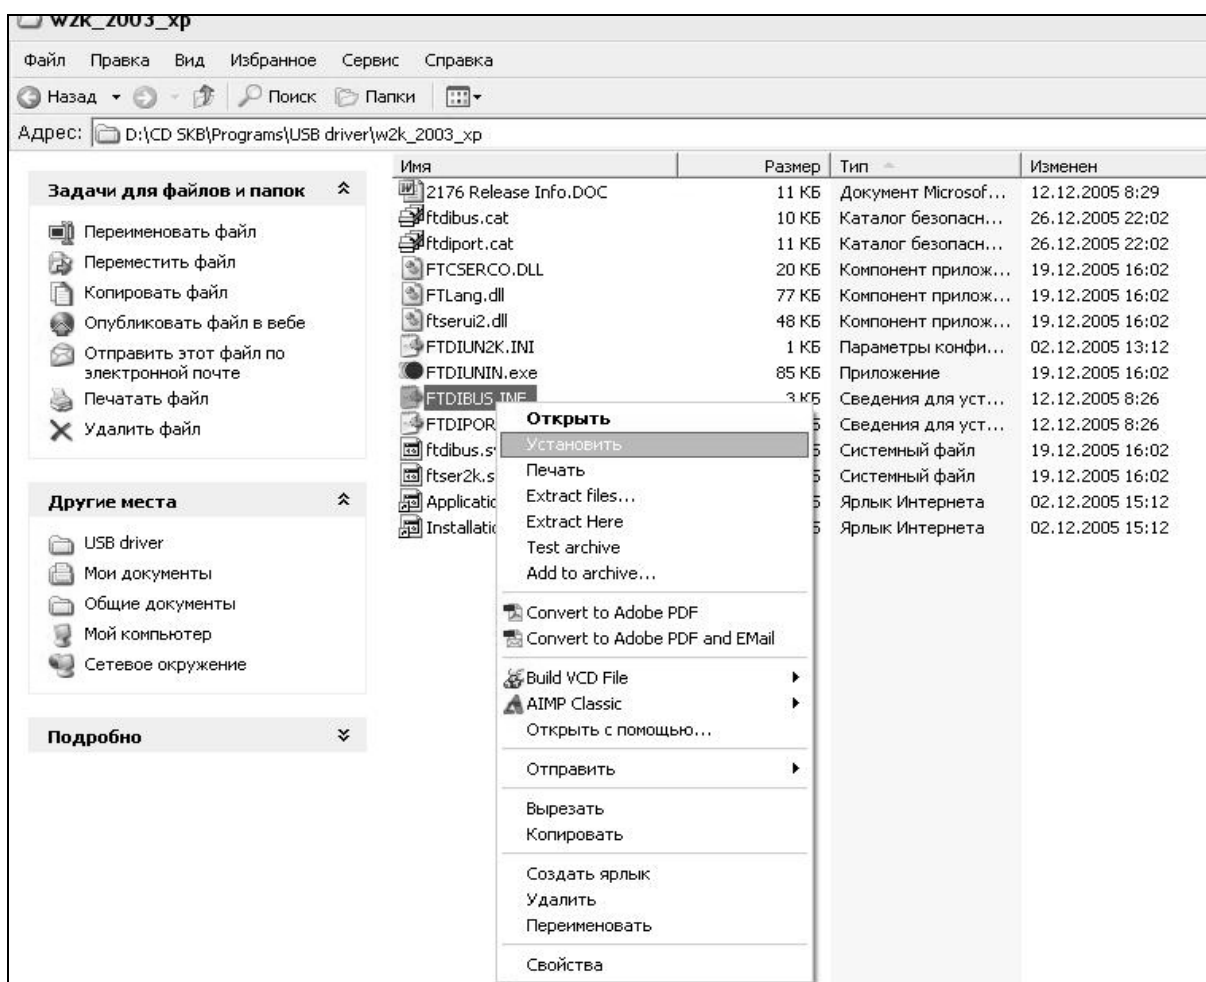 w2k_2003_xp
Файл Правка Вид Избранное Сервис Справка
Назад Поиск Папки
Адрес: D:\CD SKB\Programs\USB driver\w2k_2003_xp
Задачи для файлов и папок
Переименовать файл
Переместить файл
Копировать файл
Опубликовать файл в вебе
Отправить этот файл по
электронной почте
Печатать файл
Удалить файл
Другие места
USB driver
Мои документы
Общие документы
Мой компьютер
Сетевое окружение
Подробно
Имя Размер Тип Изменен
2176 Release Info.DOC 11 КБ Документ Microsof... 12.12.2005 8:29
ftdibus.cat 10 КБ Каталог безопасн... 26.12.2005 22:02
ftdiport.cat 11 КБ Каталог безопасн... 26.12.2005 22:02
FTCSERCO.DLL 20 КБ Компонент прилож... 19.12.2005 16:02
FTLang.dll 77 КБ Компонент прилож... 19.12.2005 16:02
ftserui2.dll 48 КБ Компонент прилож... 19.12.2005 16:02
FTDIUN2K.INI 1 КБ Параметры конфи... 02.12.2005 13:12
FTDIUNIN.exe 85 КБ Приложение 19.12.2005 16:02
FTDIBUS.INF 3 КБ Сведения для уст... 12.12.2005 8:26
FTDIPOR Б Сведения для уст... 12.12.2005 8:26
ftdibus.s Б Системный файл 19.12.2005 16:02
ftser2k.s Б Системный файл 19.12.2005 16:02
Applicatic Б Ярлык Интернета 02.12.2005 15:12
Installatic Б Ярлык Интернета 02.12.2005 15:12
Открыть
Установить
Печать
Extract files...
Extract Here
Test archive
Add to archive...
Convert to Adobe PDF
Convert to Adobe PDF and EMail
Build VCD File
AIMP Classic
Открыть с помощью...
Отправить
Вырезать
Копировать
Создать ярлык
Удалить
Переименовать
Свойства